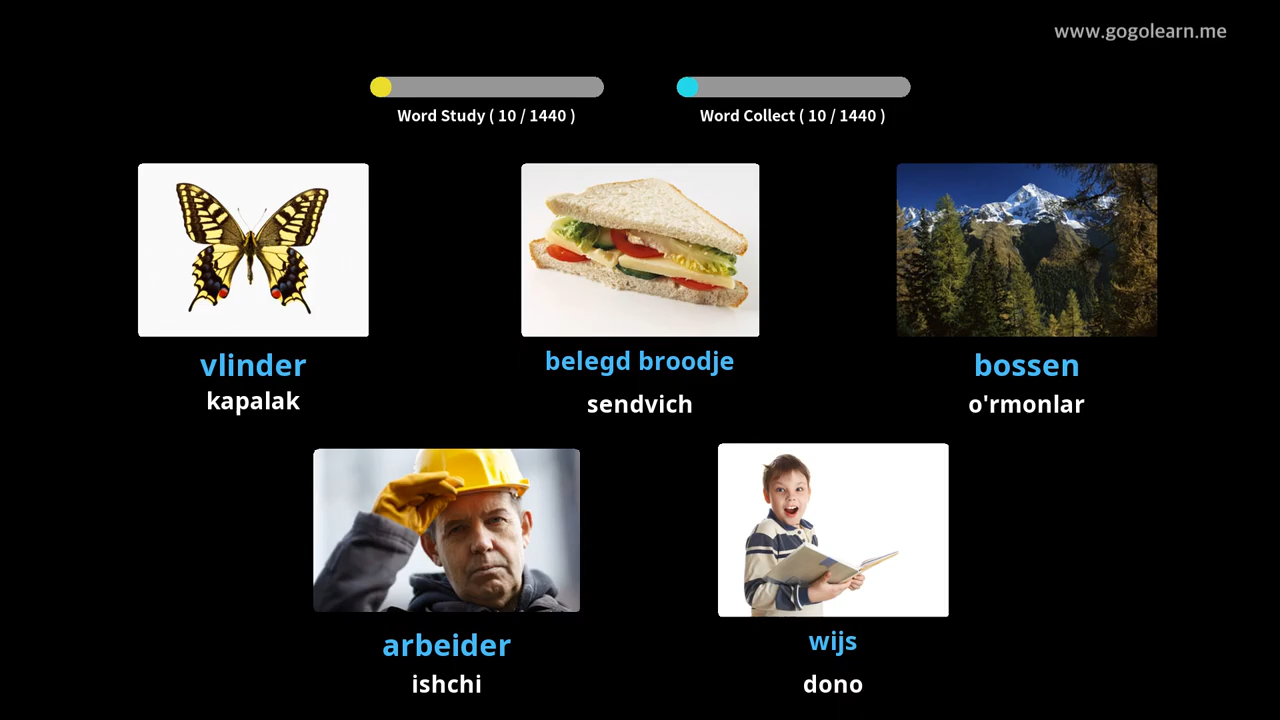 www.gogolearn.me
Word Study ( 10 / 1440 )
Word Collect ( 10 / 1440 )
vlinder
kapalak
belegd broodje
sendvich
bossen
o'rmonlar
arbeider
ishchi
wijs
dono